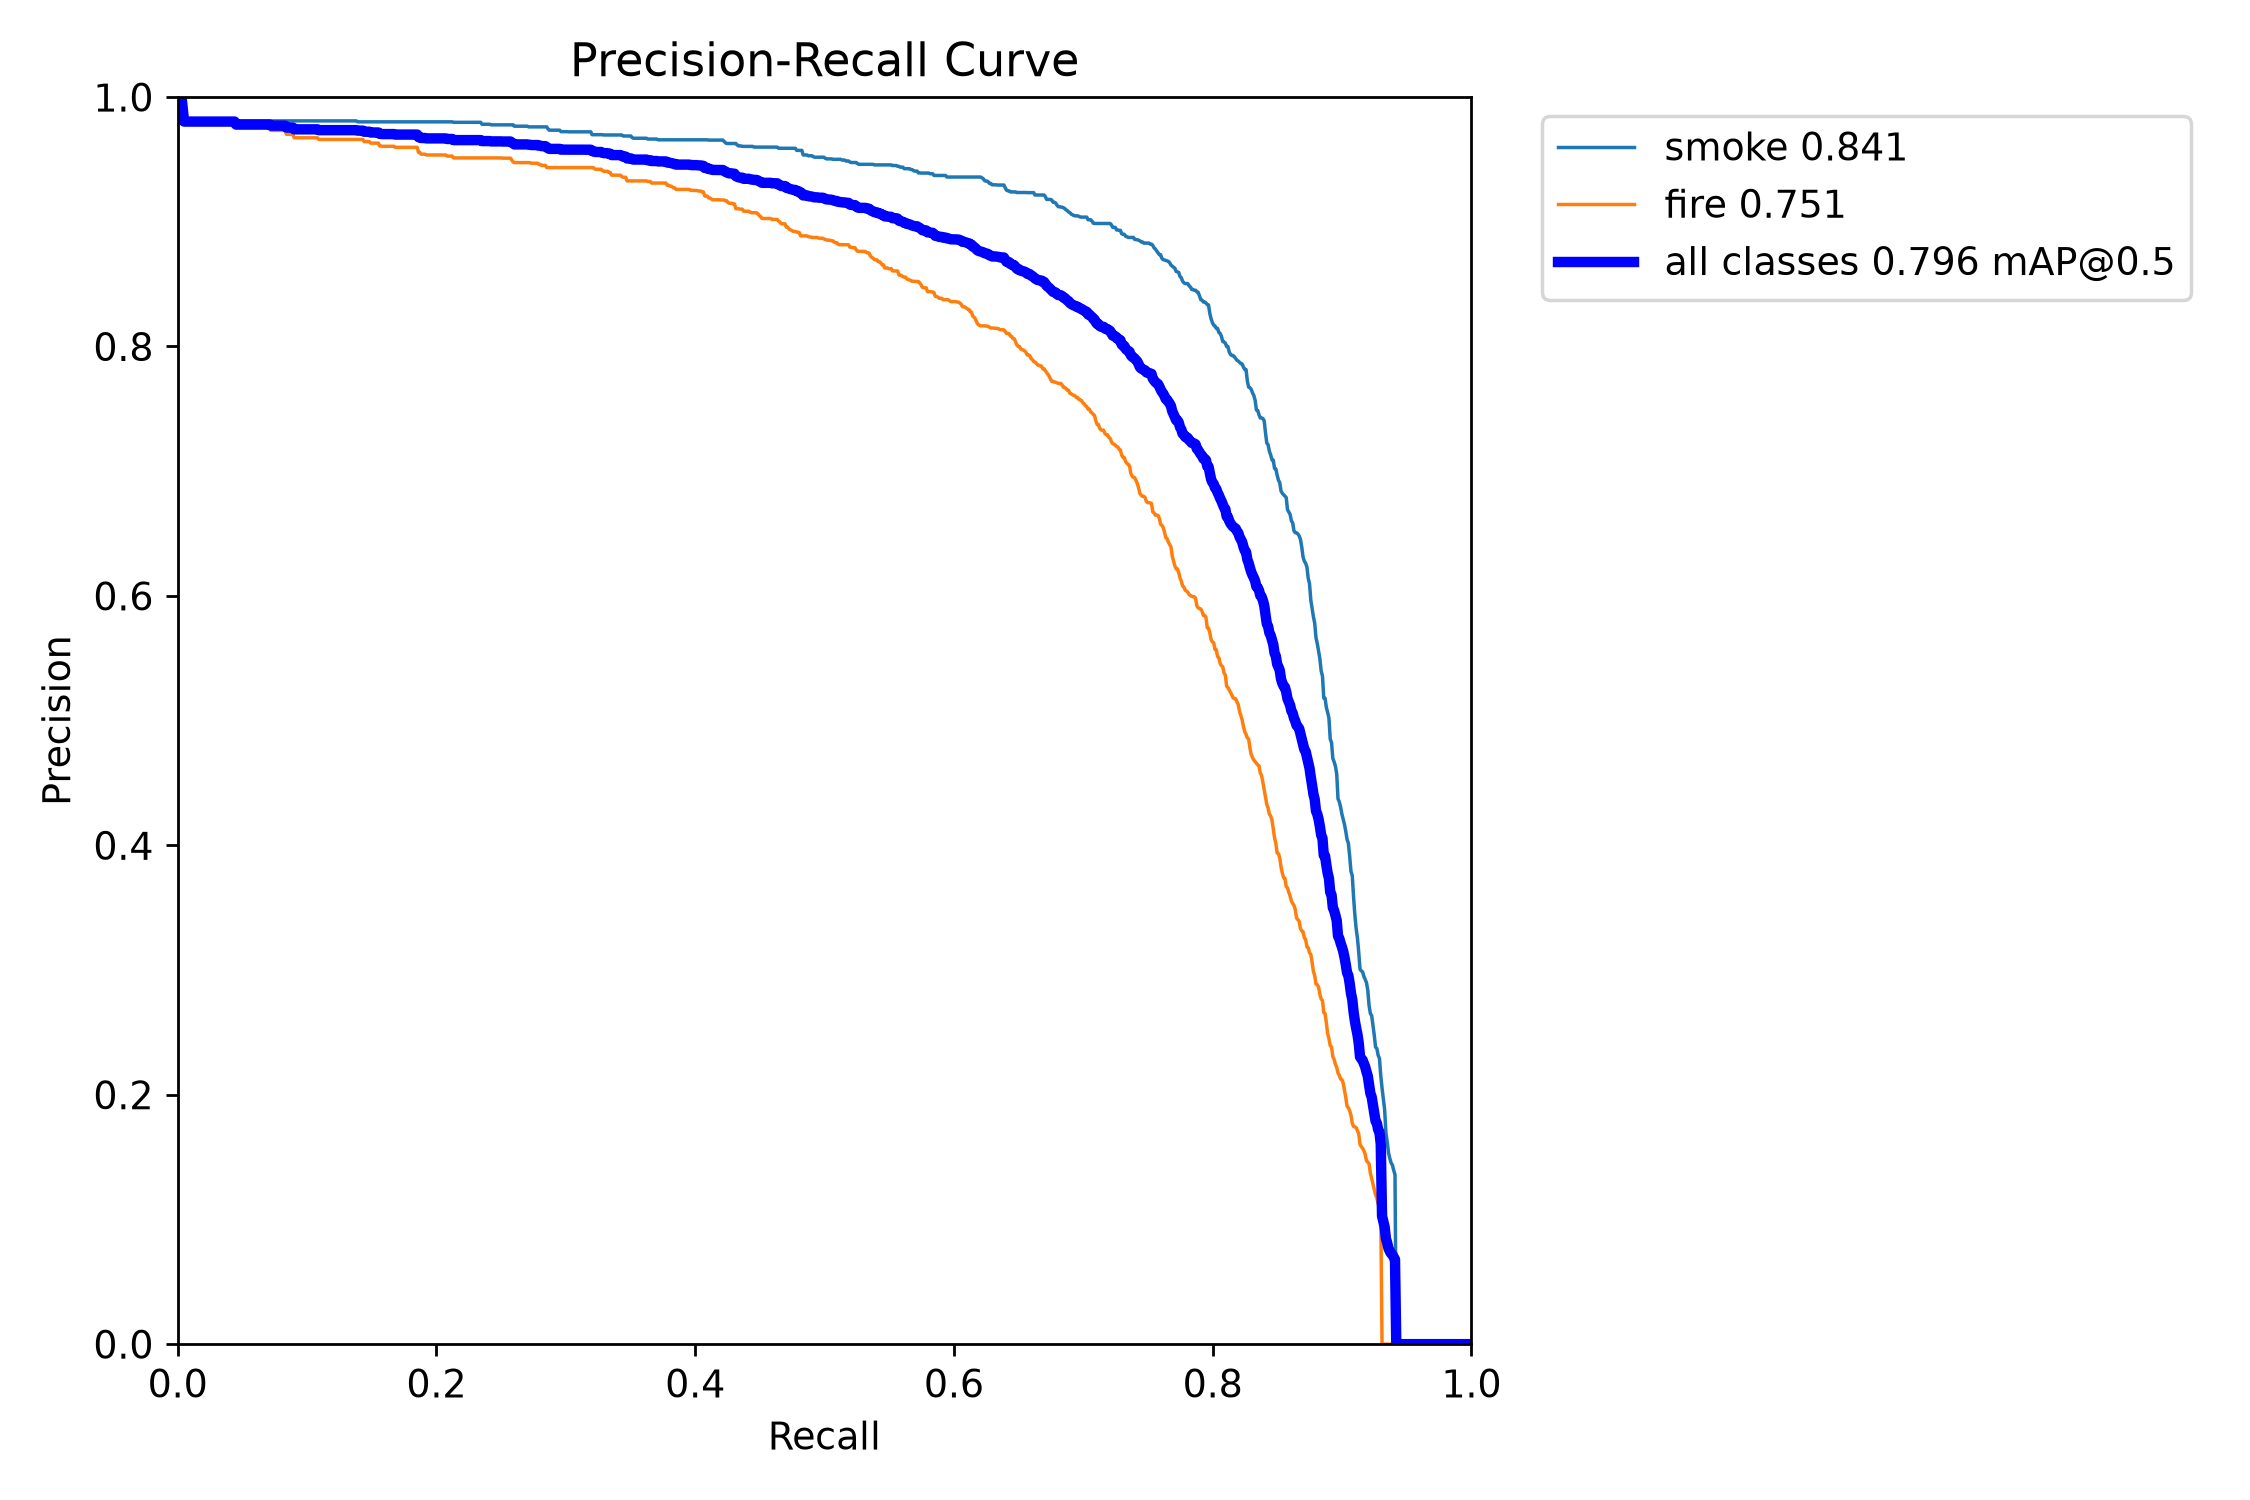 Precision-Recall Curve
1.0
0.8
0.6
0.4
0.2
0.0
Precision
0.0 0.2 0.4 0.6 0.8 1.0
Recall
smoke 0.841
fire 0.751
all classes 0.796 mAP@0.5